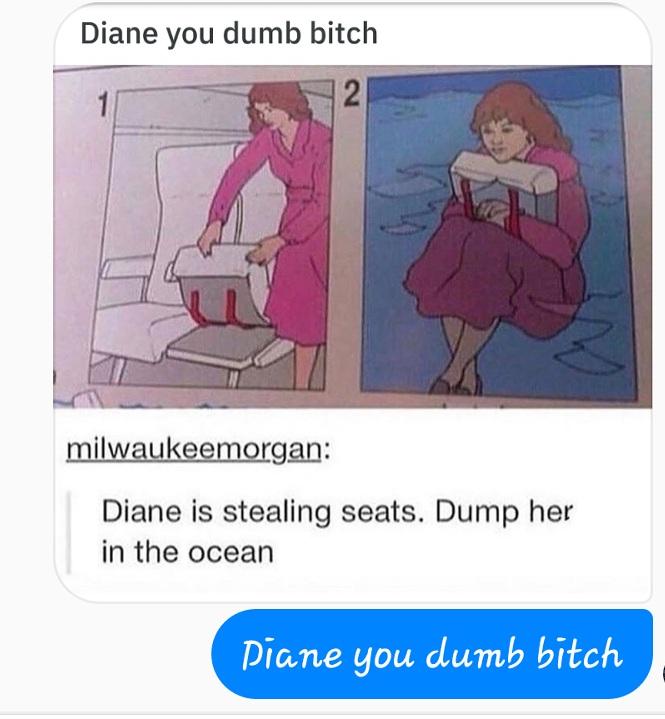 Diane you dumb bitch
1
2
milwaukeemorgan:
Diane is stealing seats. Dump her
in the ocean
Diane you dumb bitch